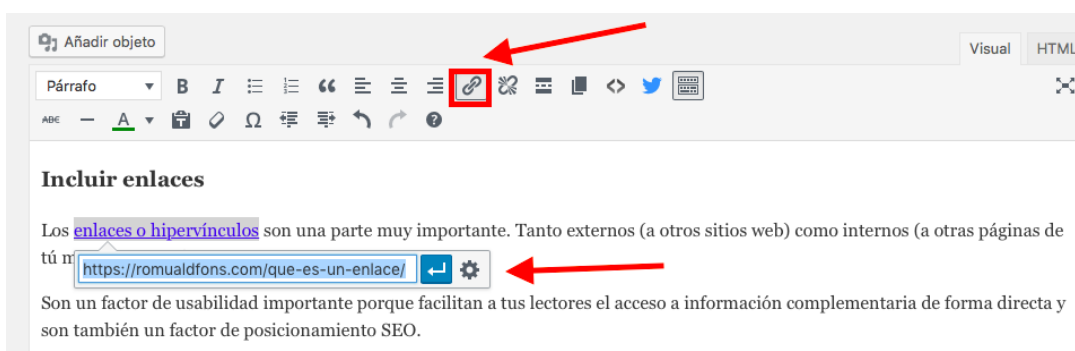 Añadir objeto
Visual HTML
Párrafo B I
ABE A Ω
Incluir enlaces
Los enlaces o hipervínculos son una parte muy importante. Tanto externos (a otros sitios web) como internos (a otras páginas de
tú
https://romualdfons.com/que-es-un-enlace/
Son un factor de usabilidad importante porque facilitan a tus lectores el acceso a información complementaria de forma directa y
son también un factor de posicionamiento SEO.